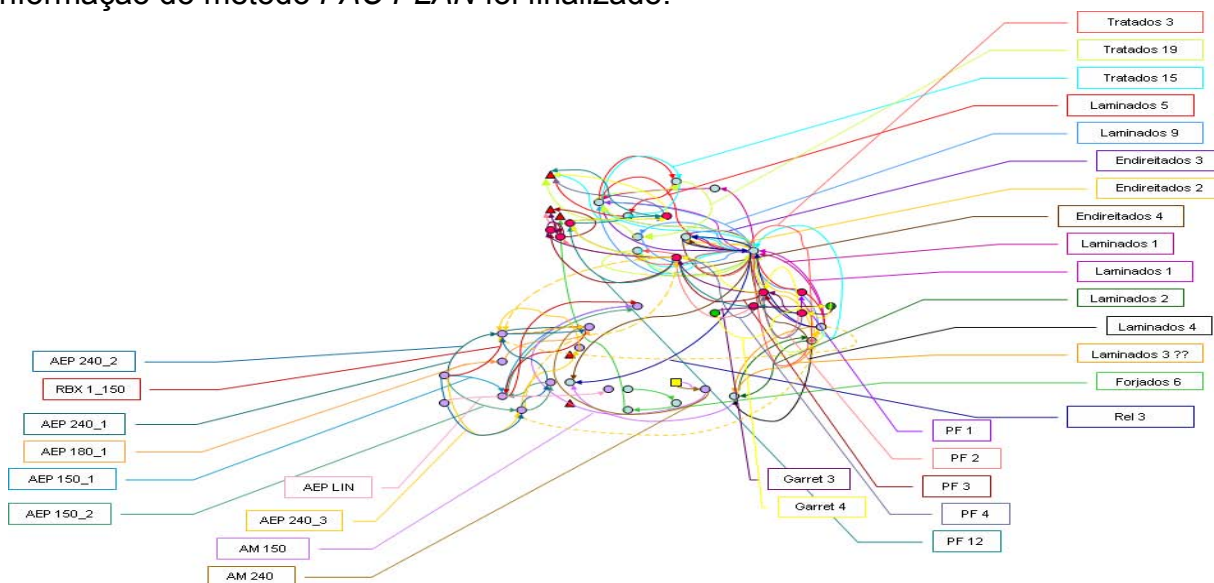 nformação do método FAC-PLAN foi finalizado.
Tratados 3
Tratados 19
Tratados 15
Laminados 5
Laminados 9
Endireitados 3
Endireitados 2
Endireitados 4
Laminados 1
Laminados 1
Laminados 2
Laminados 4
Laminados 3 ??
Forjados 6
Rel 3
AEP 240_2
RBX 1_150
AEP 240_1
AEP 180_1
AEP 150_1
AEP 150_2
AEP LIN
AEP 240_3
AM 150
AM 240
Garret 3
Garret 4
PF 1
PF 2
PF 3
PF 4
PF 12